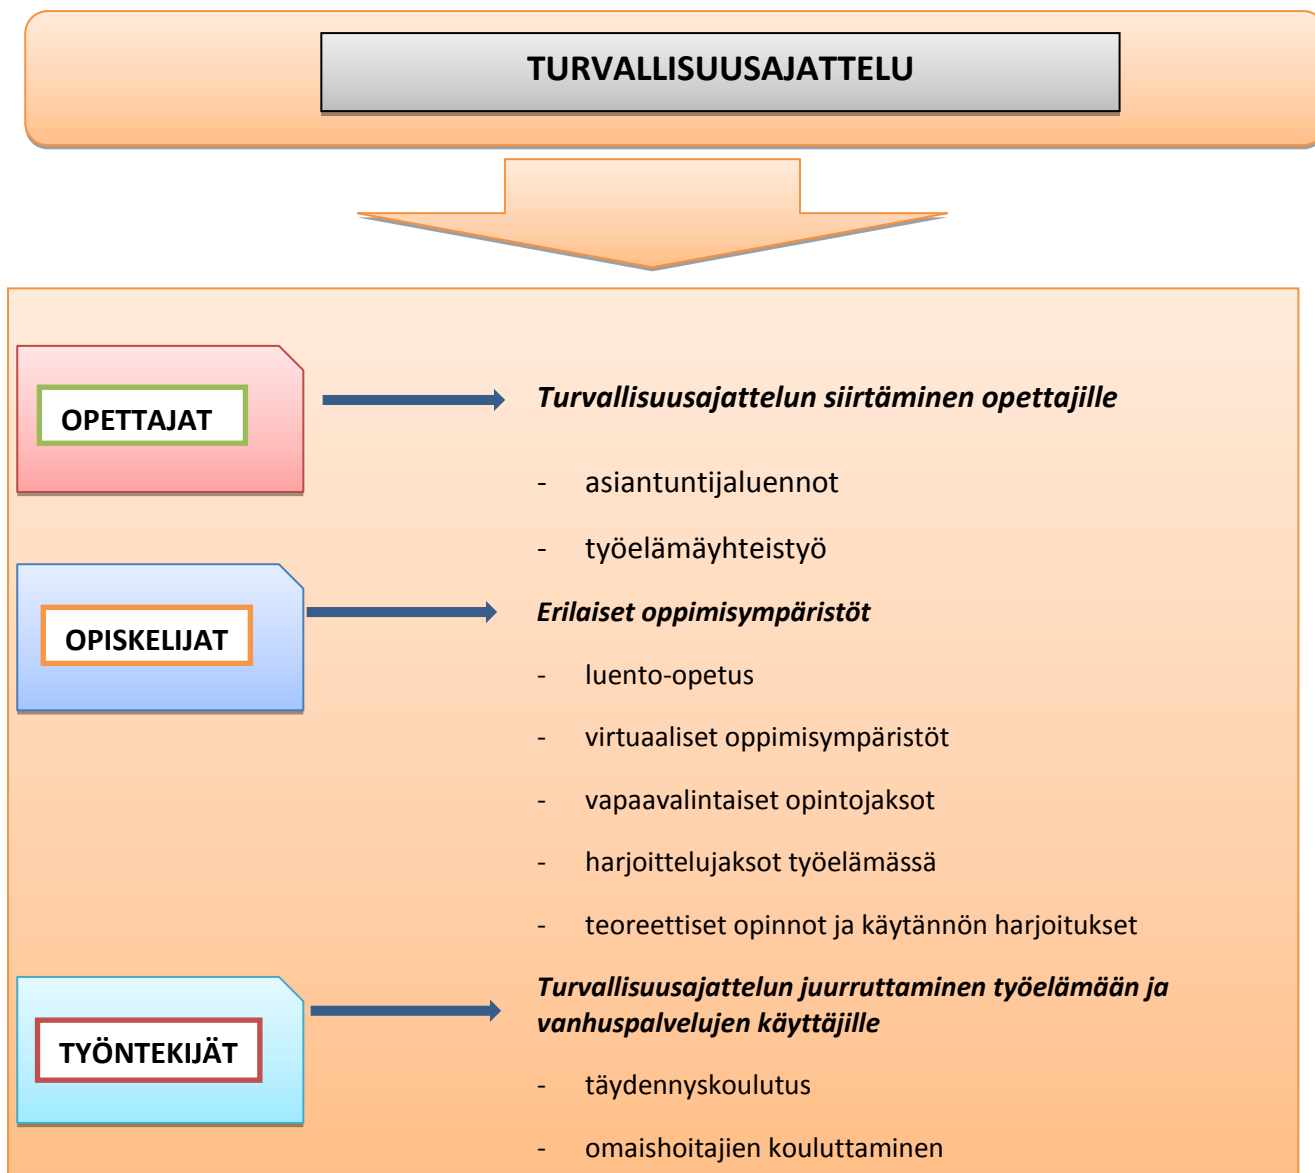 TURVALLISUUSAJATTELU
OPETTAJAT
Turvallisuusajattelun siirtäminen opettajille
- asiantuntijaluennot
- työelämäyhteistyö
OPISKELIJAT
Erilaiset oppimisympäristöt
- luento-opetus
- virtuaaliset oppimisympäristöt
- vapaavalintaiset opintojaksot
- harjoittelujaksot työelämässä
- teoreettiset opinnot ja käytännön harjoitukset
TYÖNTEKIJÄT
Turvallisuusajattelun juurruttaminen työelämään ja
vanhuspalvelujen käyttäjille
- täydennyskoulutus
- omaishoitajien kouluttaminen